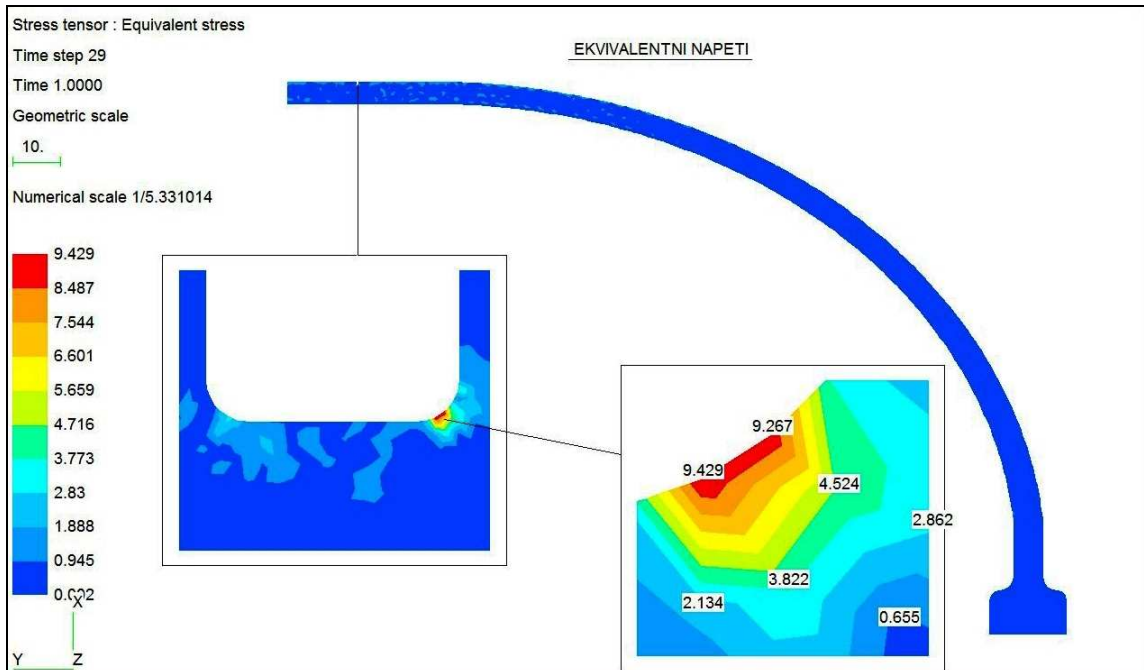 Stress tensor : Equivalent stress
Time step 29
Time 1.0000
Geometric scale
10.
Numerical scale 1/5.331014
EKVIVALENTNI NAPETI
9.429
8.487
7.544
6.601
5.659
4.716
3.773
2.83
1.888
0.945
X
Y
Z
9.267
9.429
4.524
2.862
3.822
2.134
0.655